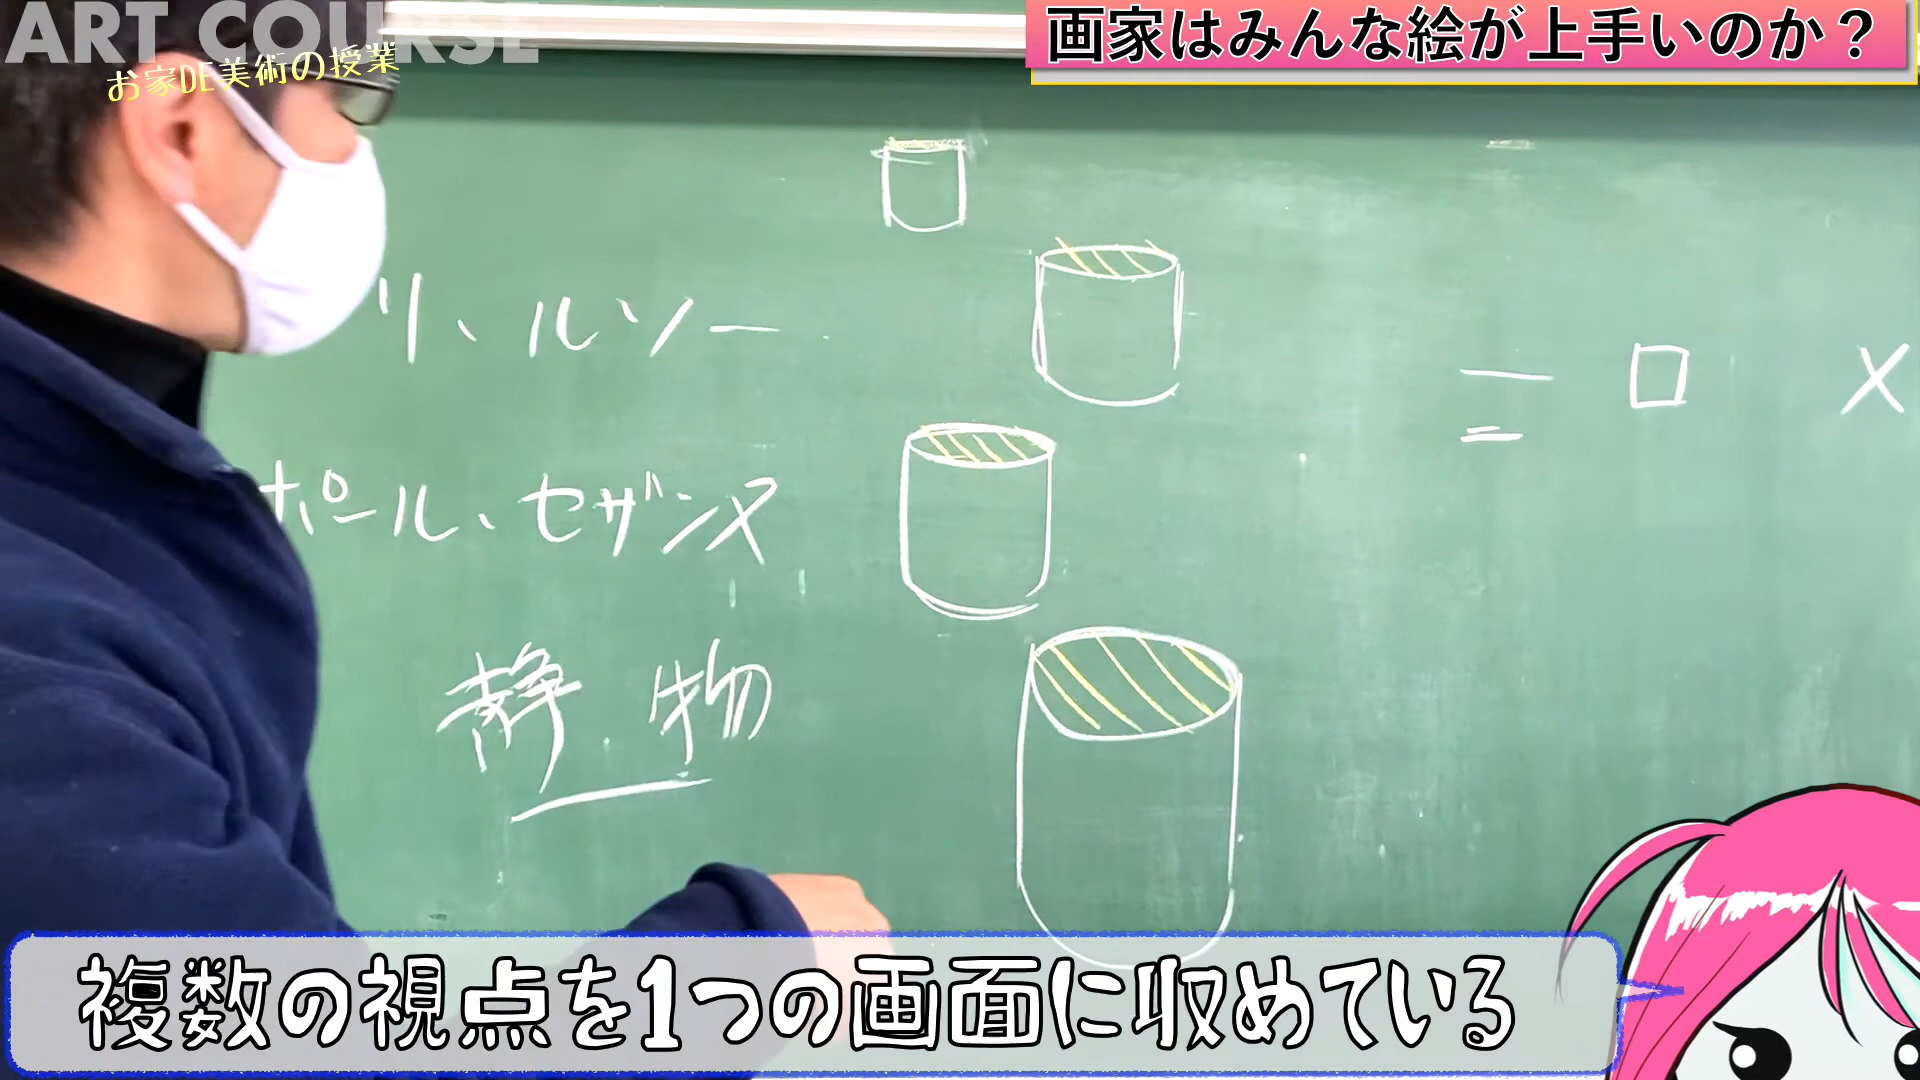 ART COURSE
お家DE美術の授業
画家はみんな絵が上手いのか？
リ、ルソー
= □ ×
ポール、セザンヌ
静物
複数の視点を1つの画面に収めている